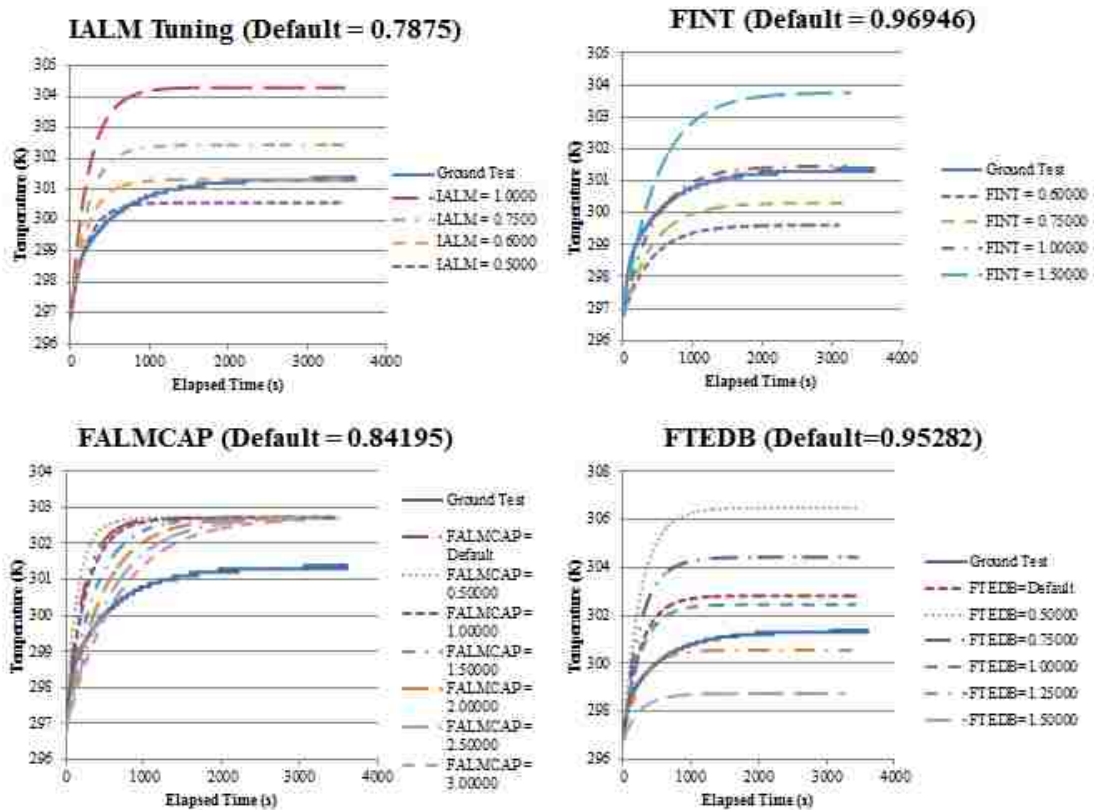 IALM Tuning (Default = 0.7875)
305
304
303
302
301
300
299
298
297
296
Temperature (K)
0
1000
2000
3000
4000
Elapsed Time (s)
Ground Test
IALM = 1.0000
IALM = 0.7500
IALM = 0.6000
IALM = 0.5000
FINT (Default = 0.96946)
305
304
303
302
301
300
299
298
297
296
Temperature (K)
0
1000
2000
3000
4000
Elapsed Time (s)
Ground Test
FINT = 0.60000
FINT = 0.75000
FINT = 1.00000
FINT = 1.50000
FALMCAP (Default = 0.84195)
304
303
302
301
300
299
298
297
296
Temperature (K)
0
1000
2000
3000
4000
Elapsed Time (s)
Ground Test
FALMCAP =
Default
FALMCAP =
0.50000
FALMCAP =
1.00000
FALMCAP =
1.50000
FALMCAP =
2.00000
FALMCAP =
2.50000
FALMCAP =
3.00000
FTEDB (Default=0.95282)
308
306
304
302
300
298
296
Temperature (K)
0
1000
2000
3000
4000
Elapsed Time (s)
Ground Test
FTEDB=Default
FTEDB=0.50000
FTEDB=0.75000
FTEDB=1.00000
FTEDB=1.25000
FTEDB=1.50000